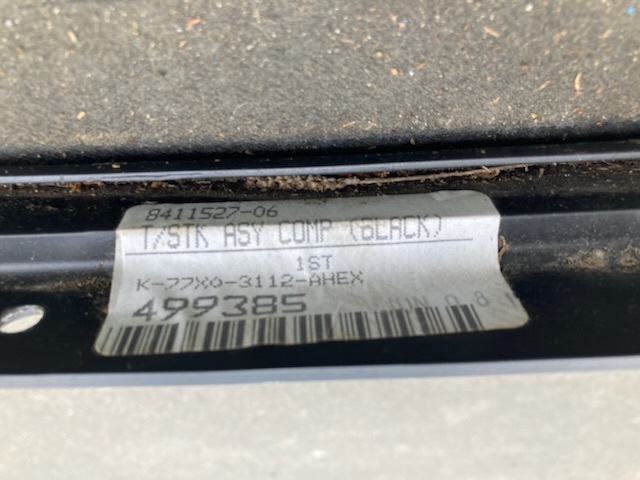 8411527-06
T/STK ASY COMP (BLACK)
1ST
K-77X0-3112-AHEX
499385